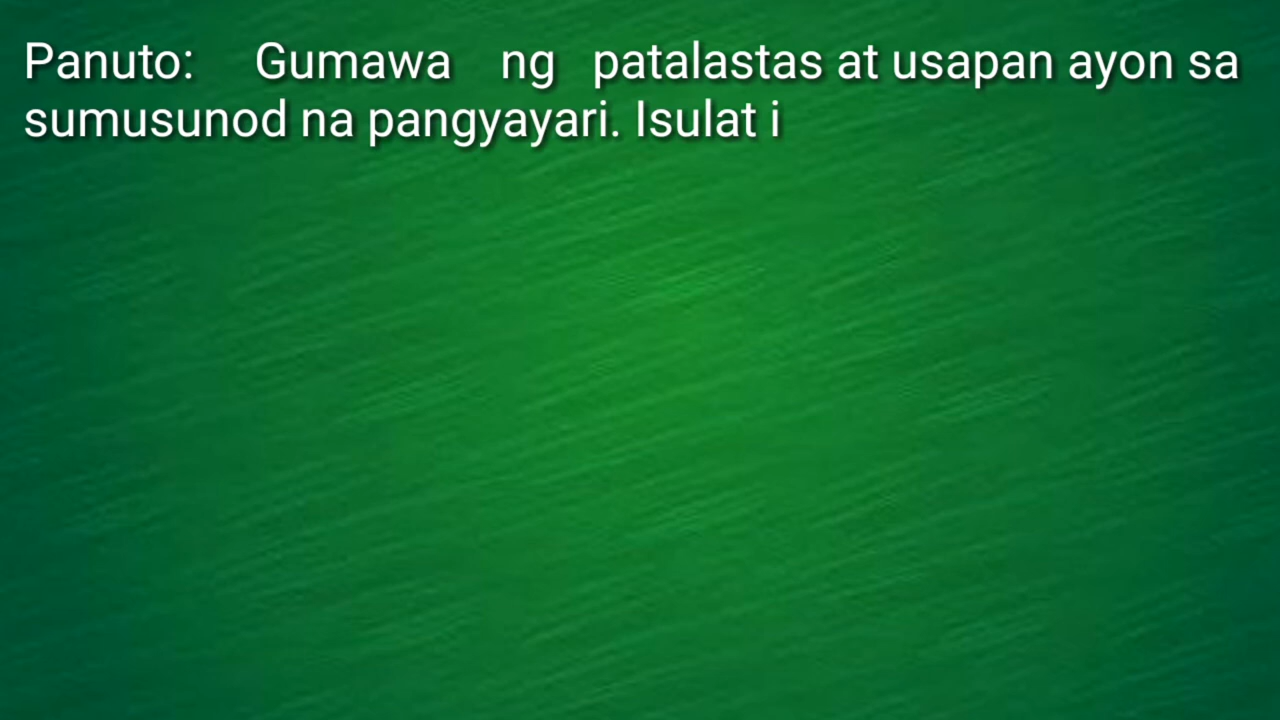 Panuto: Gumawa ng patalastas at usapan ayon sa
sumusunod na pangyayari. Isulat i